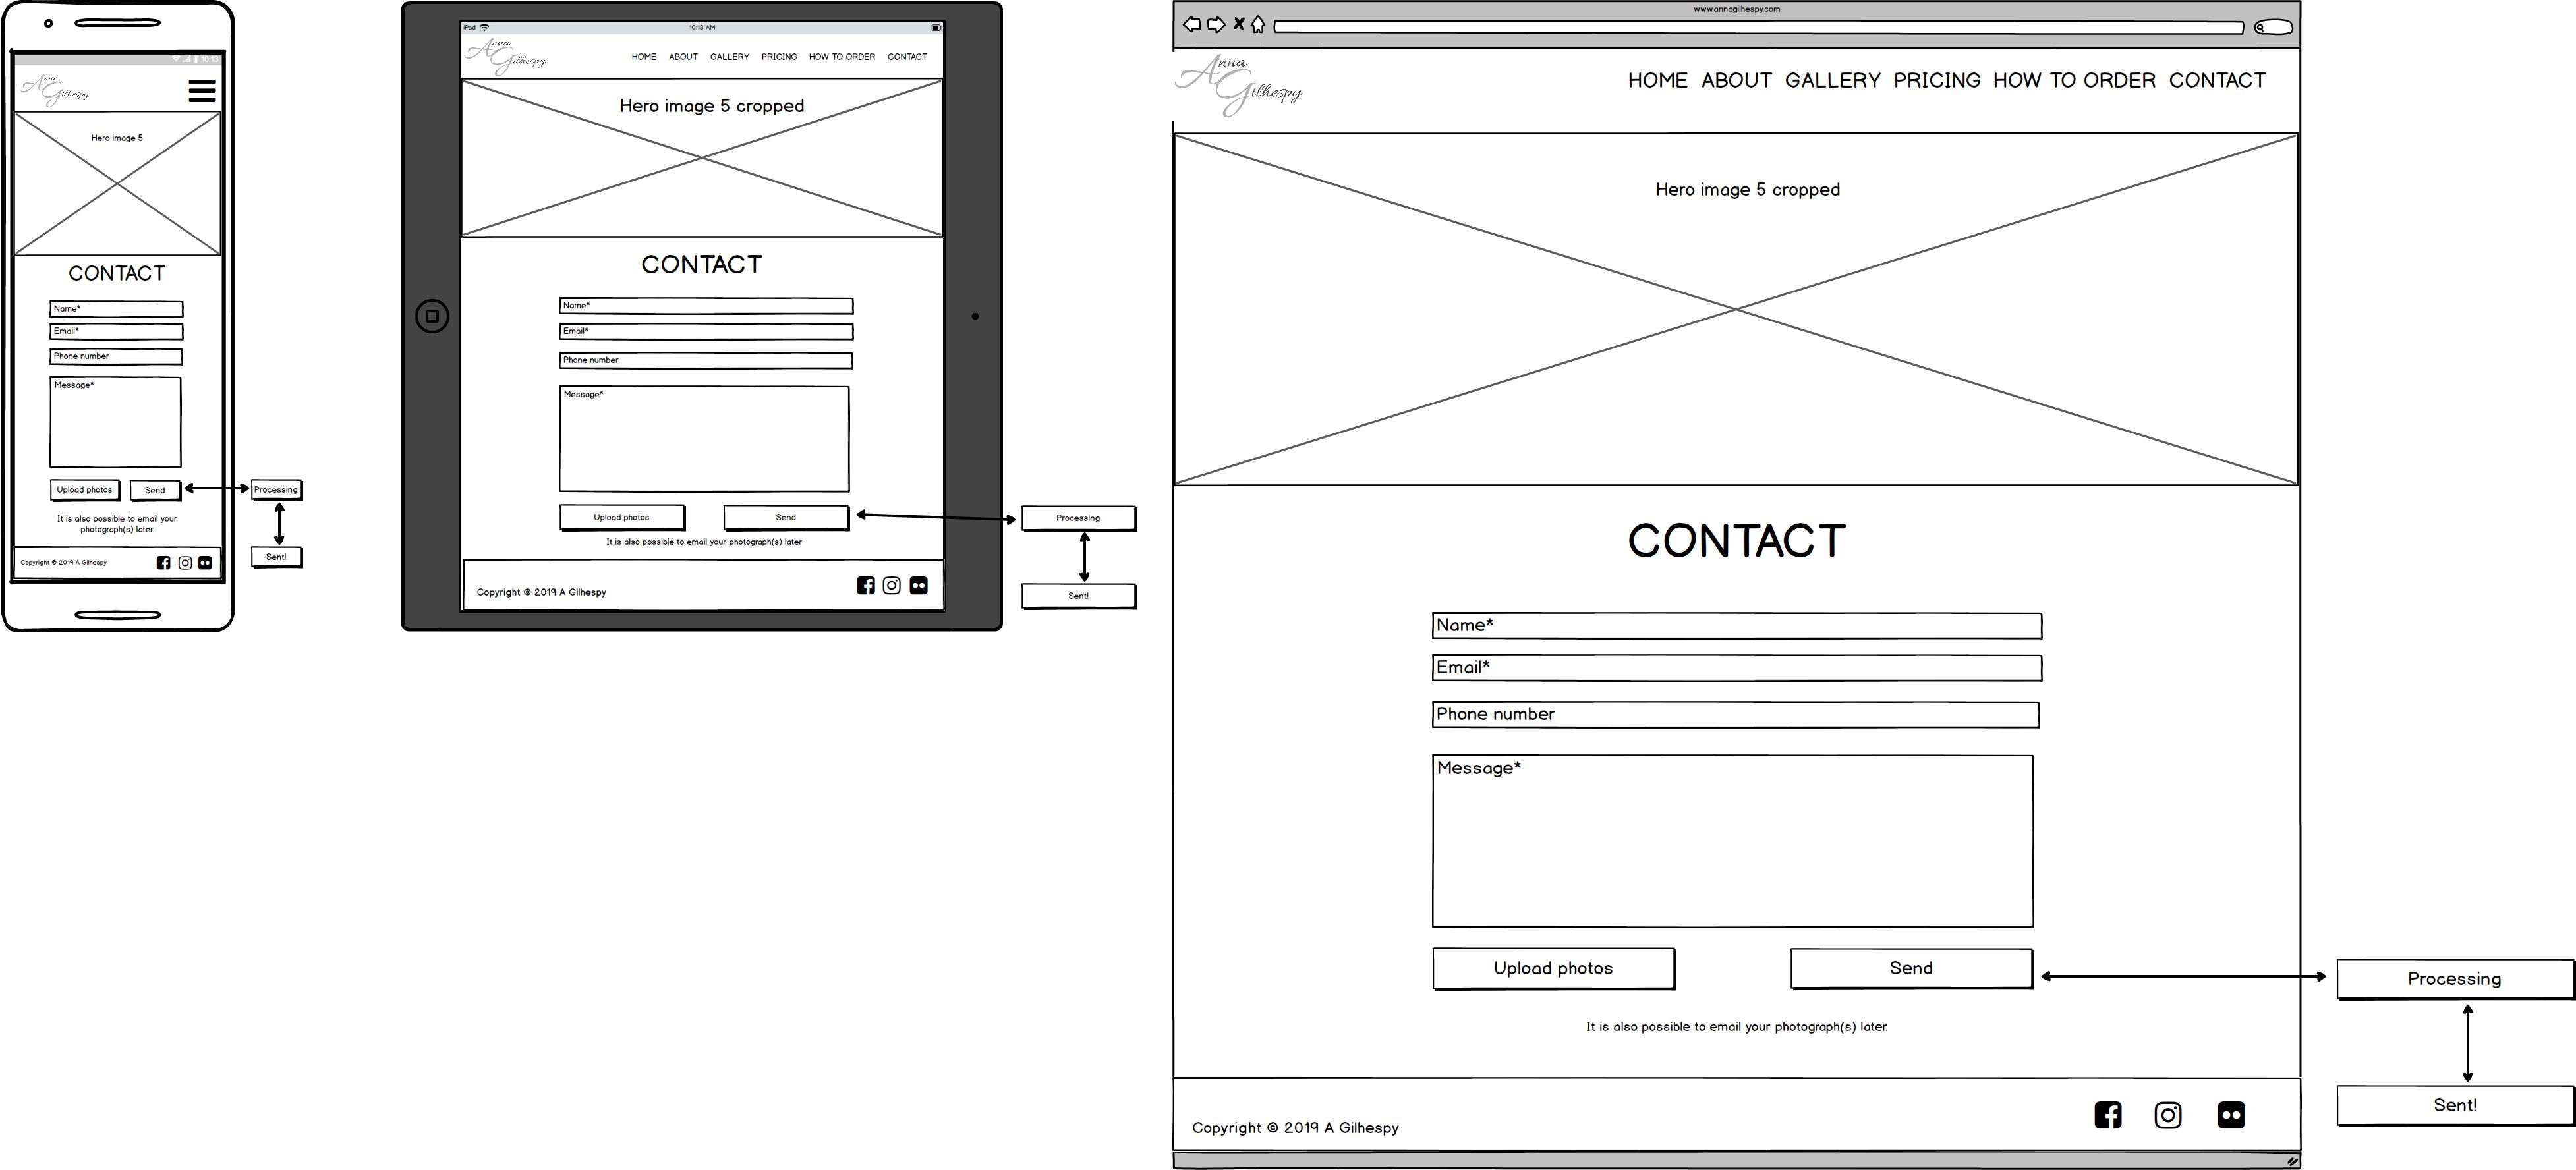 10:13
Anna
Gilhespy
Hero image 5
CONTACT
Name*
Email*
Phone number
Message*
Upload photos
Send
Processing
It is also possible to email your
photograph(s) later.
Sent!
Copyright © 2019 A Gilhespy
iPod
10:13 AM
Anna
Gilhespy
HOME ABOUT GALLERY PRICING HOW TO ORDER CONTACT
Hero image 5 cropped
CONTACT
Name*
Email*
Phone number
Message*
Upload photos
Send
Processing
It is also possible to email your photograph(s) later
Sent!
Copyright © 2019 A Gilhespy
www.annagilhespy.com
Anna
Gilhespy
HOME ABOUT GALLERY PRICING HOW TO ORDER CONTACT
Hero image 5 cropped
CONTACT
Name*
Email*
Phone number
Message*
Upload photos
Send
Processing
It is also possible to email your photograph(s) later.
Sent!
Copyright © 2019 A Gilhespy